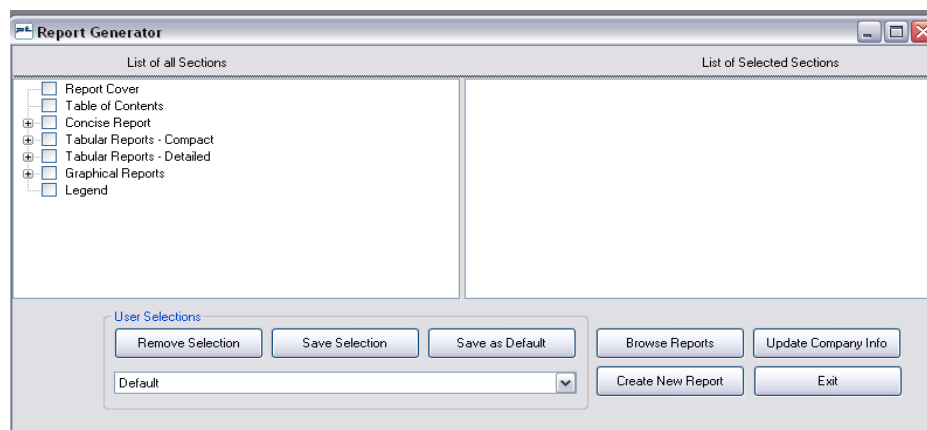 Report Generator
List of all Sections
List of Selected Sections
Report Cover
Table of Contents
Concise Report
Tabular Reports - Compact
Tabular Reports - Detailed
Graphical Reports
Legend
User Selections
Remove Selection
Save Selection
Save as Default
Browse Reports
Update Company Info
Default
Create New Report
Exit